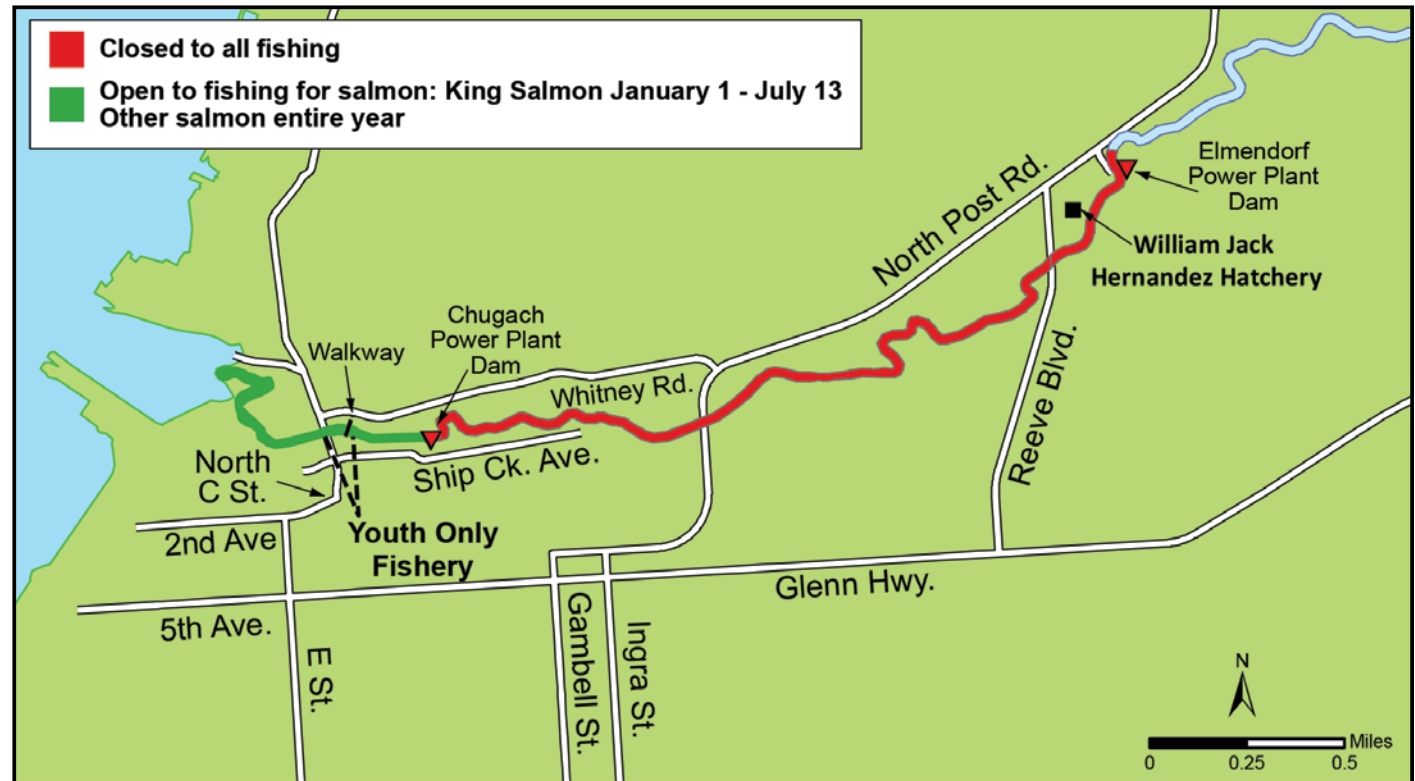 Closed to all fishing
Open to fishing for salmon: King Salmon January 1 - July 13
Other salmon entire year
Elmendorf
Power Plant
Dam
North Post Rd.
William Jack
Hernandez Hatchery
Chugach
Power Plant
Dam
Walkway
Whitney Rd.
Reeve Blvd.
North
C St.
Ship Ck. Ave.
2nd Ave
Youth Only
Fishery
Glenn Hwy.
5th Ave.
E St.
Gambell St.
Ingra St.
N
Miles
0 0.25 0.5